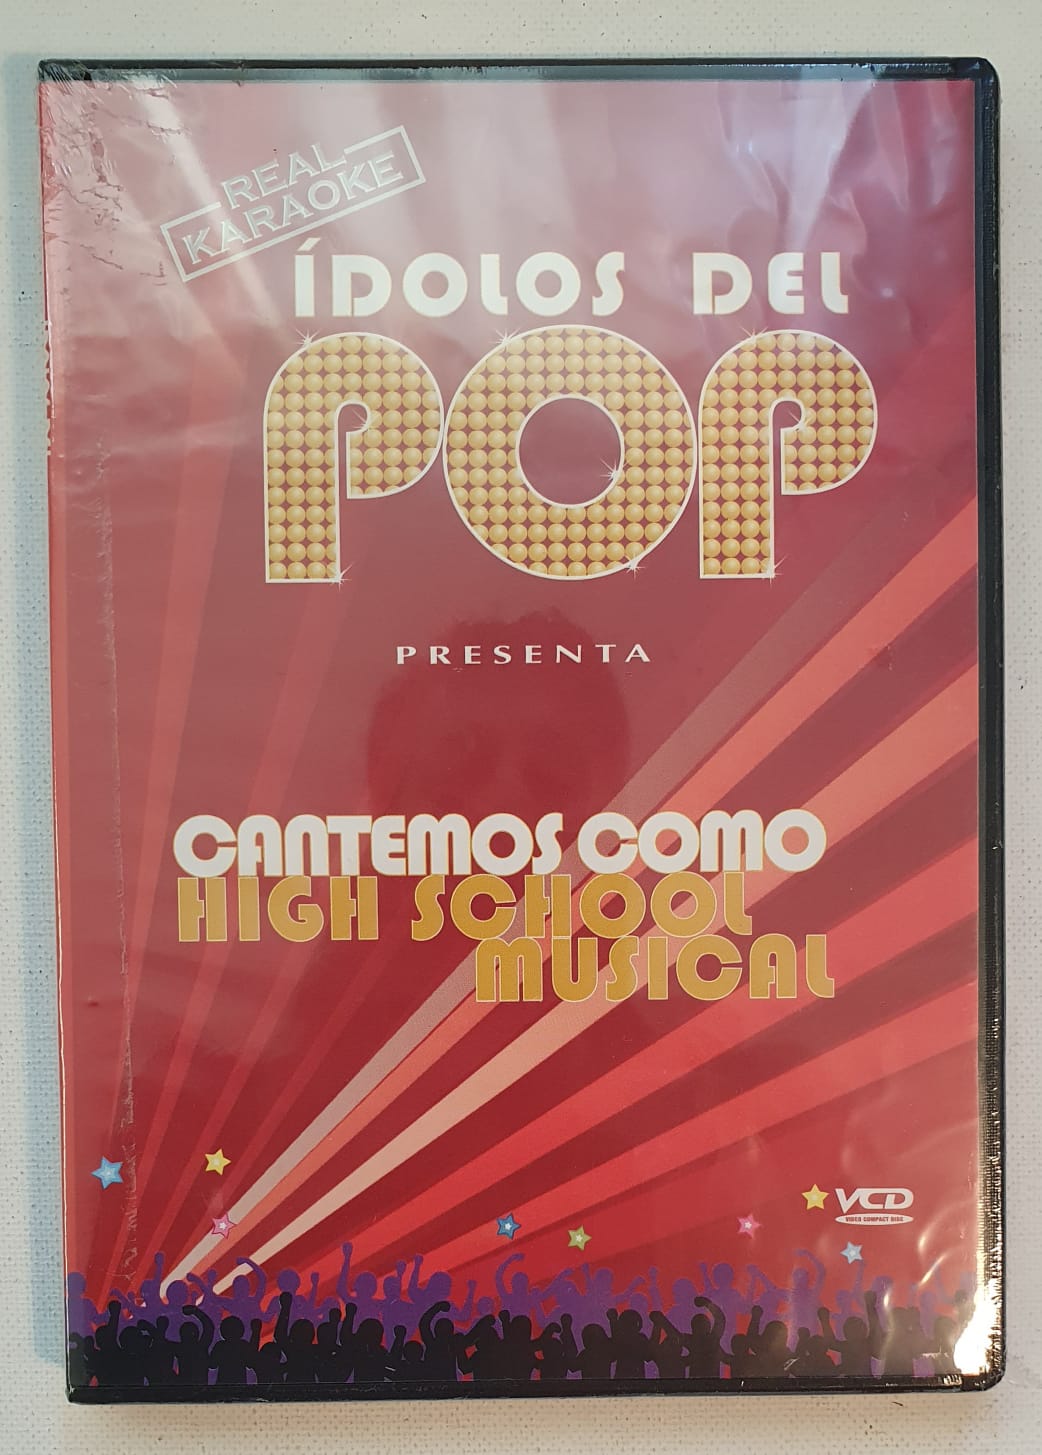 REAL
KARAOKE
ÍDOLOS DEL
POP
PRESENTA
CANTEMOS COMO
HIGH SCHOOL
MUSICAL
VCD
VIDEO COMPACT DISC